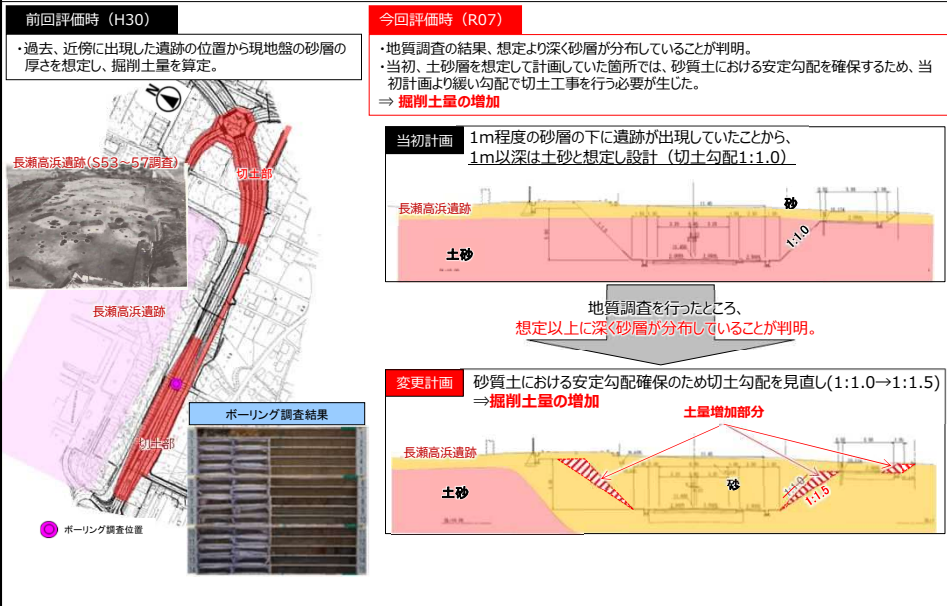 前回評価時（H30）
・過去、近傍に出現した遺跡の位置から現地盤の砂層の
厚さを想定し、掘削土量を算定。
N
長瀬高浜遺跡(S53～57調査)
切土部
長瀬高浜遺跡
切土部
ボーリング調査位置
ボーリング調査結果
今回評価時（R07）
・地質調査の結果、想定より深く砂層が分布していることが判明。
・当初、土砂層を想定して計画していた箇所では、砂質土における安定勾配を確保するため、当
初計画より緩い勾配で切土工事を行う必要が生じた。
⇒ 掘削土量の増加
当初計画
1m程度の砂層の下に遺跡が出現していたことから、
1m以深は土砂と想定し設計（切土勾配1:1.0）
長瀬高浜遺跡
砂
土砂
1:1.0
地質調査を行ったところ、
想定以上に深く砂層が分布していることが判明。
変更計画
砂質土における安定勾配確保のため切土勾配を見直し(1:1.0→1:1.5)
⇒掘削土量の増加
土量増加部分
長瀬高浜遺跡
土砂
砂
1:1.0
1:1.5